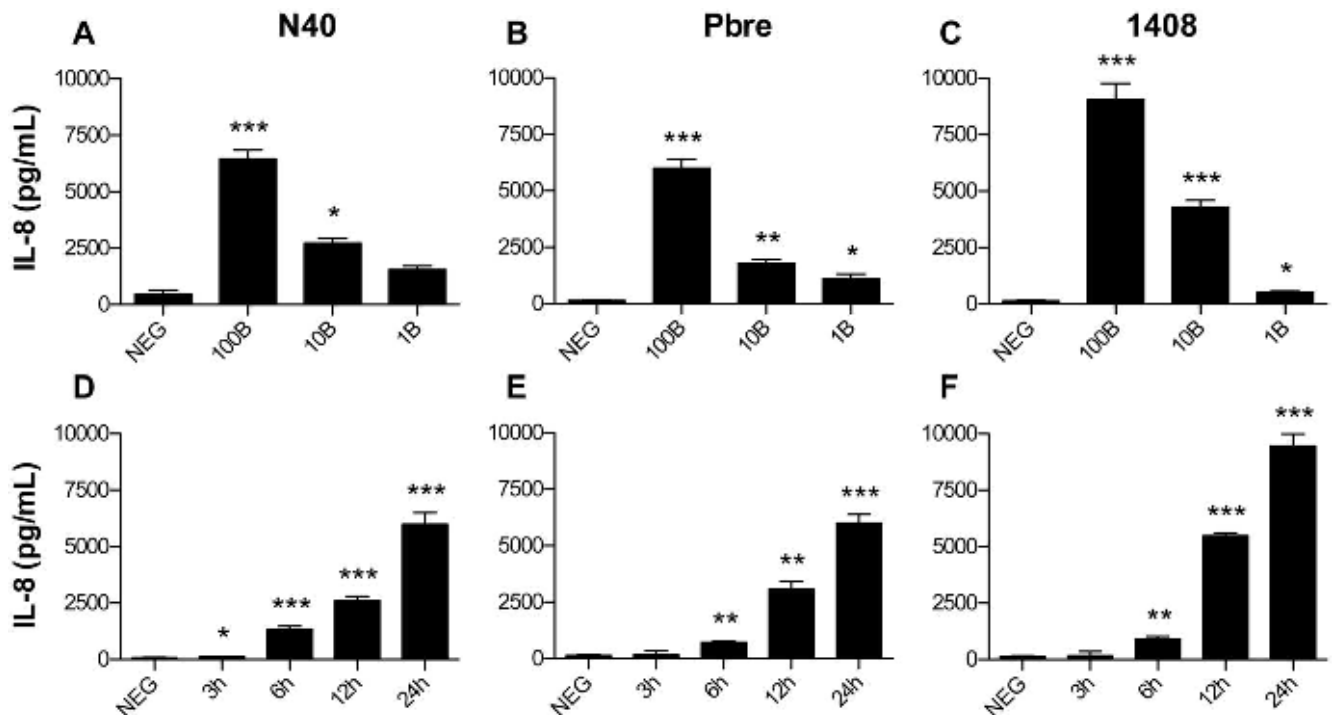 A N40 B Pbre C 1408
IL-8 (pg/mL)
10000 10000 10000
7500 7500 7500
5000 5000 5000
2500 2500 2500
0 0 0
*** * *** ** * *** *** *
NEG 100B 10B 1B NEG 100B 10B 1B NEG 100B 10B 1B
D E F
IL-8 (pg/mL)
10000 10000 10000
7500 7500 7500
5000 5000 5000
2500 2500 2500
0 0 0
* *** *** *** ** ** *** ** *** ***
NEG 3h 6h 12h 24h NEG 3h 6h 12h 24h NEG 3h 6h 12h 24h